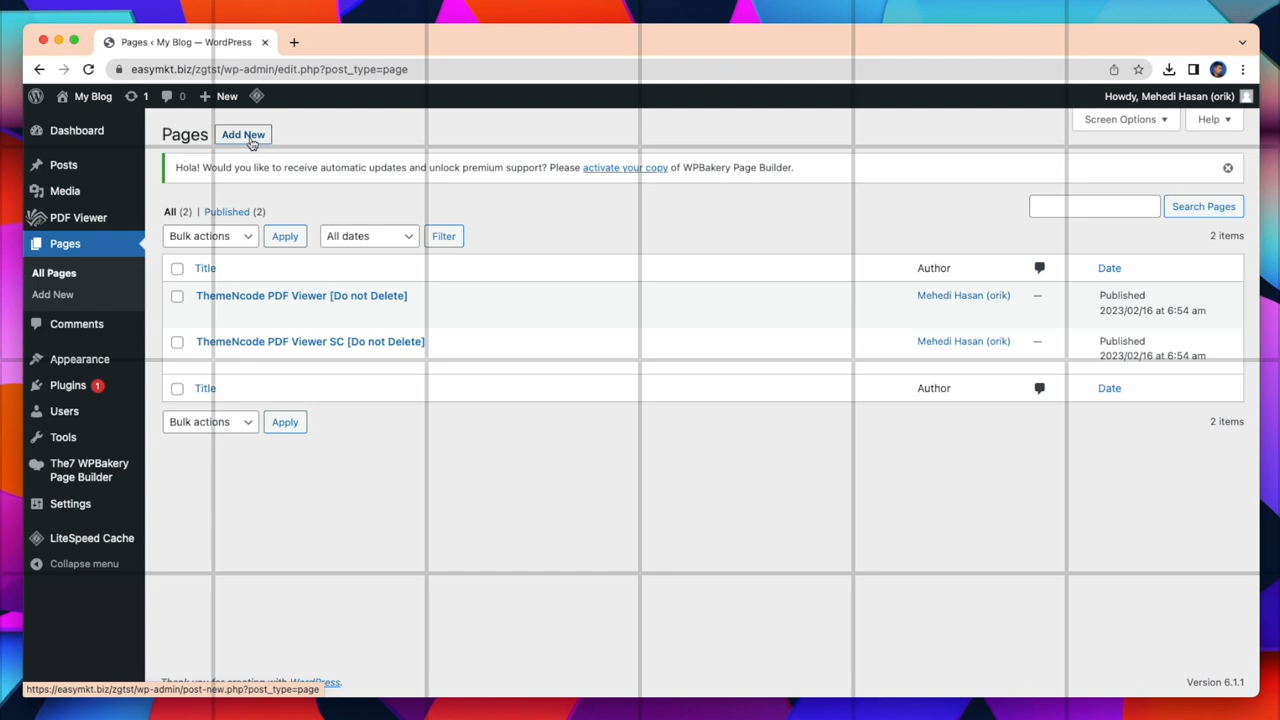 Pages ‹ My Blog — WordPress
easymkt.biz/zgtst/wp-admin/edit.php?post_type=page
My Blog 1 0 New
Howdy, Mehedi Hasan (orik)
Dashboard
Posts
Media
PDF Viewer
Pages
All Pages
Add New
Comments
Appearance
Plugins 1
Users
Tools
The7 WPBakery
Page Builder
Settings
LiteSpeed Cache
Collapse menu
Pages Add New
Screen Options Help
Hola! Would you like to receive automatic updates and unlock premium support? Please activate your copy of WPBakery Page Builder.
All (2) | Published (2)
Search Pages
Bulk actions Apply All dates Filter
2 items
Title Author Date
ThemeNcode PDF Viewer [Do not Delete] Mehedi Hasan (orik) — Published
2023/02/16 at 6:54 am
ThemeNcode PDF Viewer SC [Do not Delete] Mehedi Hasan (orik) — Published
2023/02/16 at 6:54 am
Title Author Date
Bulk actions Apply
2 items
Thank you for creating with WordPress.
Version 6.1.1
https://easymkt.biz/zgtst/wp-admin/post-new.php?post_type=page